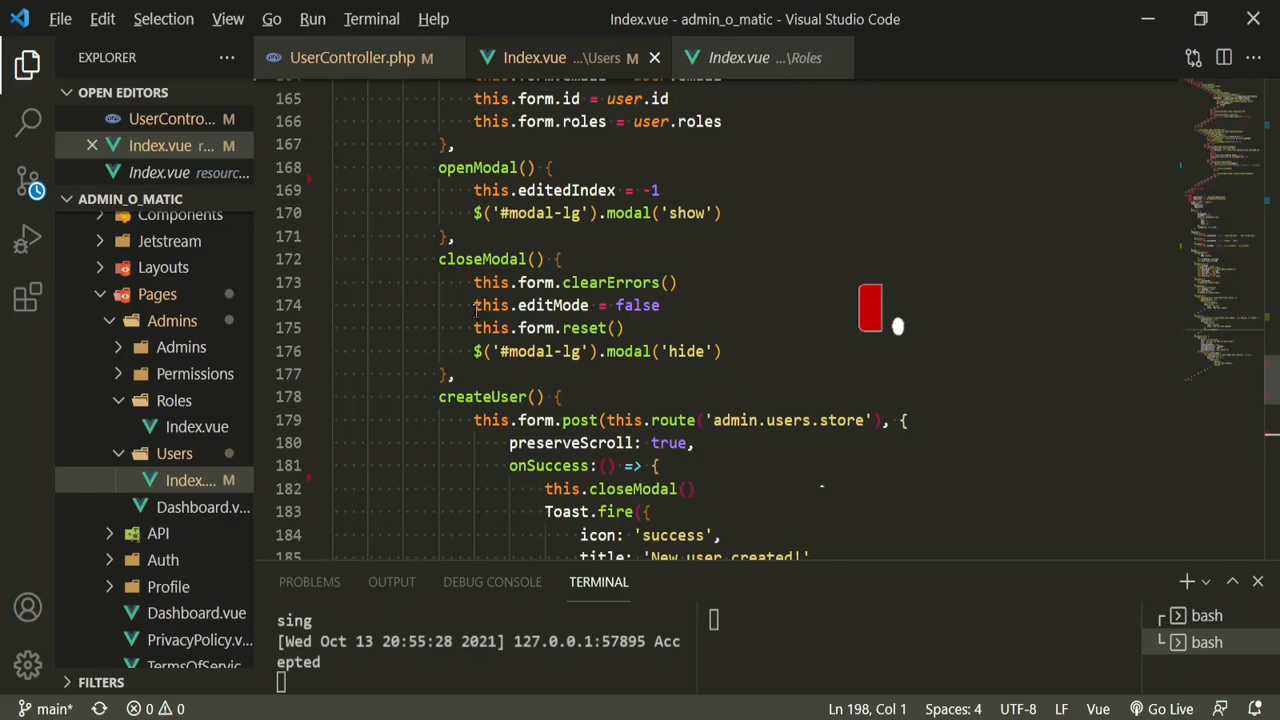 File Edit Selection View Go Run Terminal Help Index.vue - admin_o_matic - Visual Studio Code
EXPLORER
UserController.php M Index.vue ...\Users M Index.vue ...\Roles
OPEN EDITORS
UserContro... M
Index.vue r... M
Index.vue resourc...
ADMIN_O_MATIC
Components
Jetstream
Layouts
Pages
Admins
Admins
Permissions
Roles
Index.vue
Users
Index.... M
Dashboard.v...
API
Auth
Profile
Dashboard.vue
PrivacyPolicy.v...
TermsOfServic
FILTERS
165 this.form.id = user.id
166 this.form.roles = user.roles
167 },
168 openModal() {
169 this.editedIndex = -1
170 $('#modal-lg').modal('show')
171 },
172 closeModal() {
173 this.form.clearErrors()
174 this.editMode = false
175 this.form.reset()
176 $('#modal-lg').modal('hide')
177 },
178 createUser() {
179 this.form.post(this.route('admin.users.store'), {
180 preserveScroll: true,
181 onSuccess:() => {
182 this.closeModal()
183 Toast.fire({
184 icon: 'success',
185 title: 'New user created!'
PROBLEMS OUTPUT DEBUG CONSOLE TERMINAL
sing
[Wed Oct 13 20:55:28 2021] 127.0.0.1:57895 Acc
epted
bash
bash
main* 0 0 Ln 198, Col 1 Spaces: 4 UTF-8 LF Vue Go Live